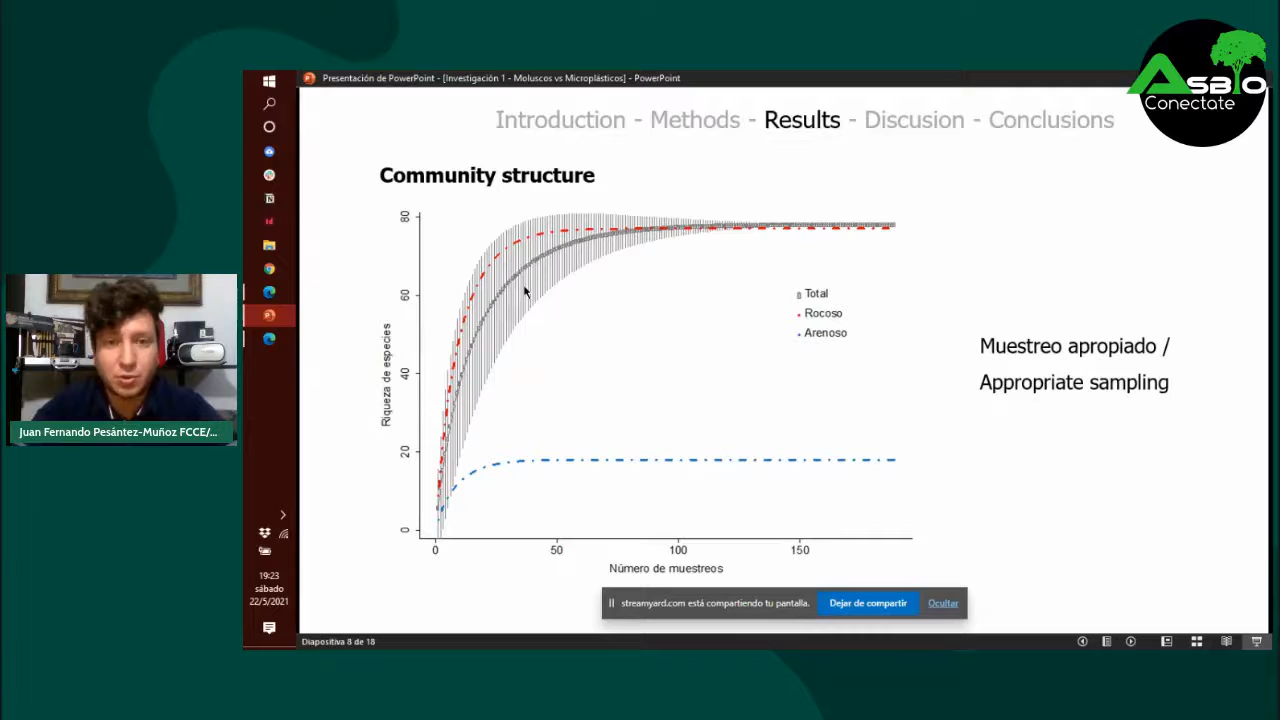 ASBIO
Conectate
Presentación de PowerPoint - [Investigación 1 - Moluscos vs Microplásticos] - PowerPoint
Introduction - Methods - Results - Discusion - Conclusions
Community structure
80
60
40
20
0
Riqueza de especies
Total
Rocoso
Arenoso
0
50
100
150
Número de muestreos
Muestreo apropiado /
Appropriate sampling
Juan Fernando Pesántez-Muñoz FCCE/...
19:23
sábado
22/5/2021
streamyard.com está compartiendo tu pantalla.
Dejar de compartir
Ocultar
Diapositiva 8 de 18